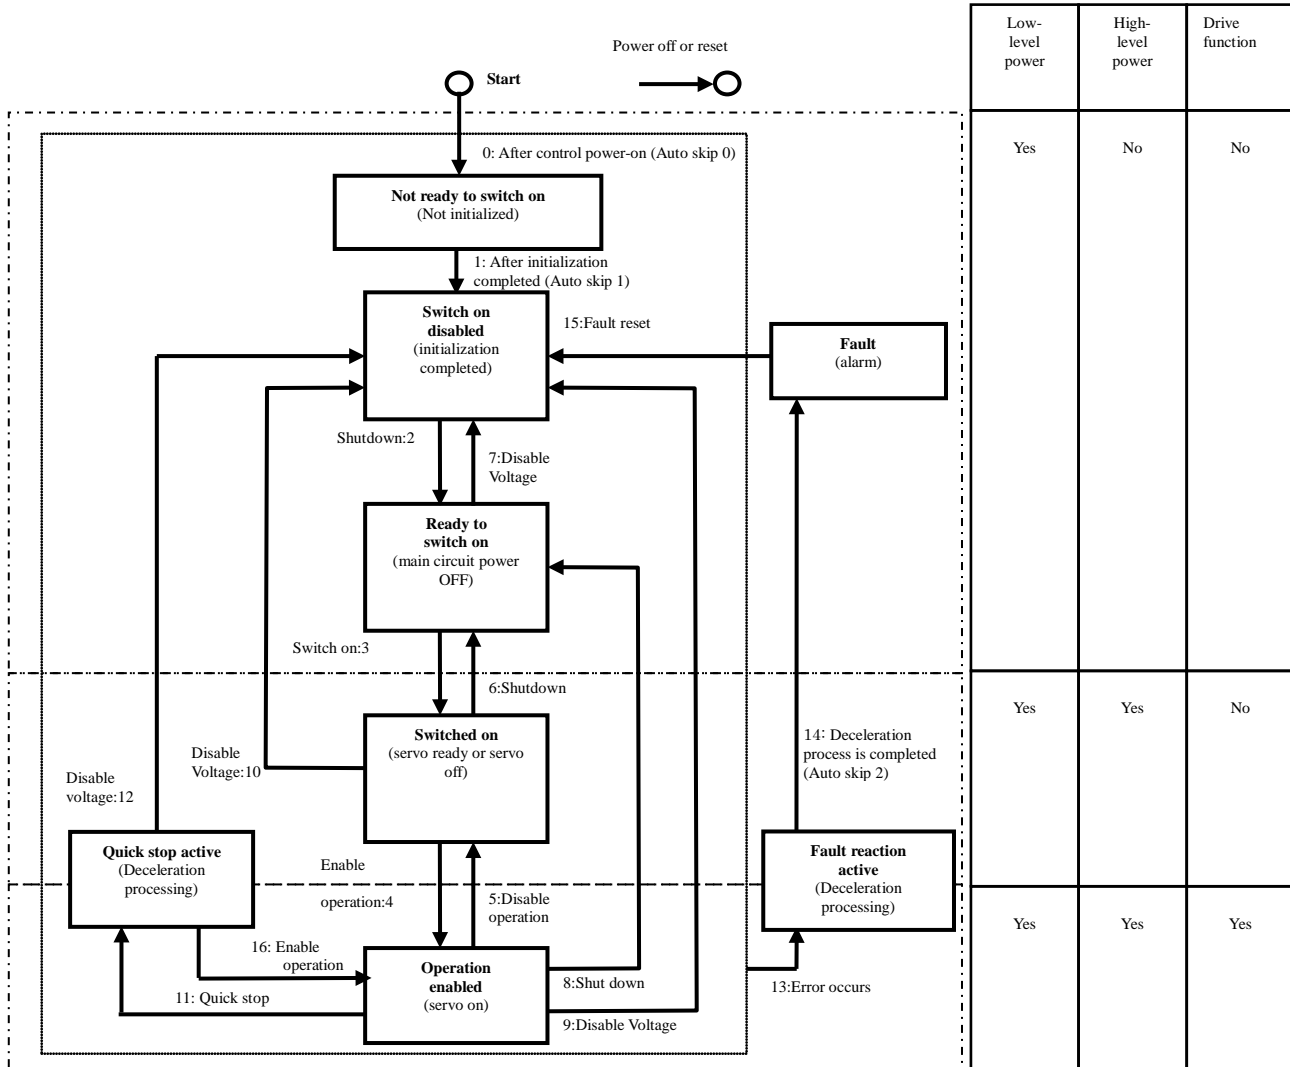 Power off or reset
Start
0: After control power-on (Auto skip 0)
Not ready to switch on
(Not initialized)
1: After initialization
completed (Auto skip 1)
Switch on
disabled
(initialization
completed)
15:Fault reset
Fault
(alarm)
Shutdown:2
7:Disable
Voltage
Ready to
switch on
(main circuit power
OFF)
Switch on:3
6:Shutdown
Switched on
(servo ready or servo
off)
Disable
Voltage:10
Disable
voltage:12
14: Deceleration
process is completed
(Auto skip 2)
Quick stop active
(Deceleration
processing)
Enable
operation:4
5:Disable
operation
Fault reaction
active
(Deceleration
processing)
16: Enable
operation
11: Quick stop
Operation
enabled
(servo on)
8:Shut down
9:Disable Voltage
13:Error occurs
Low-
level
power
High-
level
power
Drive
function
Yes
No
No
Yes
Yes
No
Yes
Yes
Yes